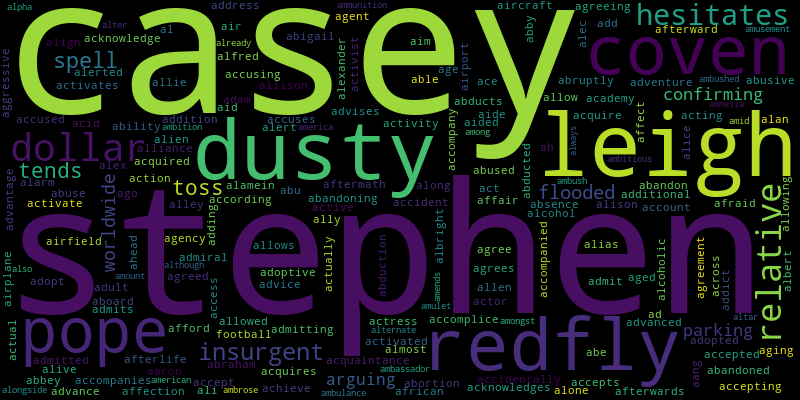 alpha alter ammunition
address aircraft agreeing alternate
casey
acknowledge al air agent abby add afterward amusement
hesitates
align abigail aim alec
spell alerted already coven
aggressive activates allie alfred accusing alexander activist able age ace airport abruptly adventure ambushed abusive
adam allison abducts allow academy confirming
accused acid addition aid advises aide acquire affect amnesia
ability ambition accuses america activity accompany among acting amid alan
dollar alien alert dusty leigh
alliance ah alice ambitious
alex acquired abused always
tends action toss alamein abu aftermath along act abducted ambush abandon allowing
advantage alarm abuse ago according abandoning accident affair flooded additional
worldwide activate alley adding active absence alison account afraid relative
ally albright alcohol
airfield agency actually agree alias
stephen
also ahead admiral allows abduction accompanied alcoholic agreement across albert
airplane although adoptive agrees admit aged addict
adopt adult agreed access advice allen
aboard amount amends actor
admits amulet ad altar
actual pope afford allowed admitting actress accomplice amongst redfly advanced parking
football alternate abe adopted
admitted afterlife insurgent activated almost accepted aging
alive abraham acquaintance aang
abbey aaron acquires arguing ambassador accidentally abandoned
alongside accompanies american accept abortion accepts
advance affection ali ambrose achieve ambulance african acknowledges alone afterwards accepting